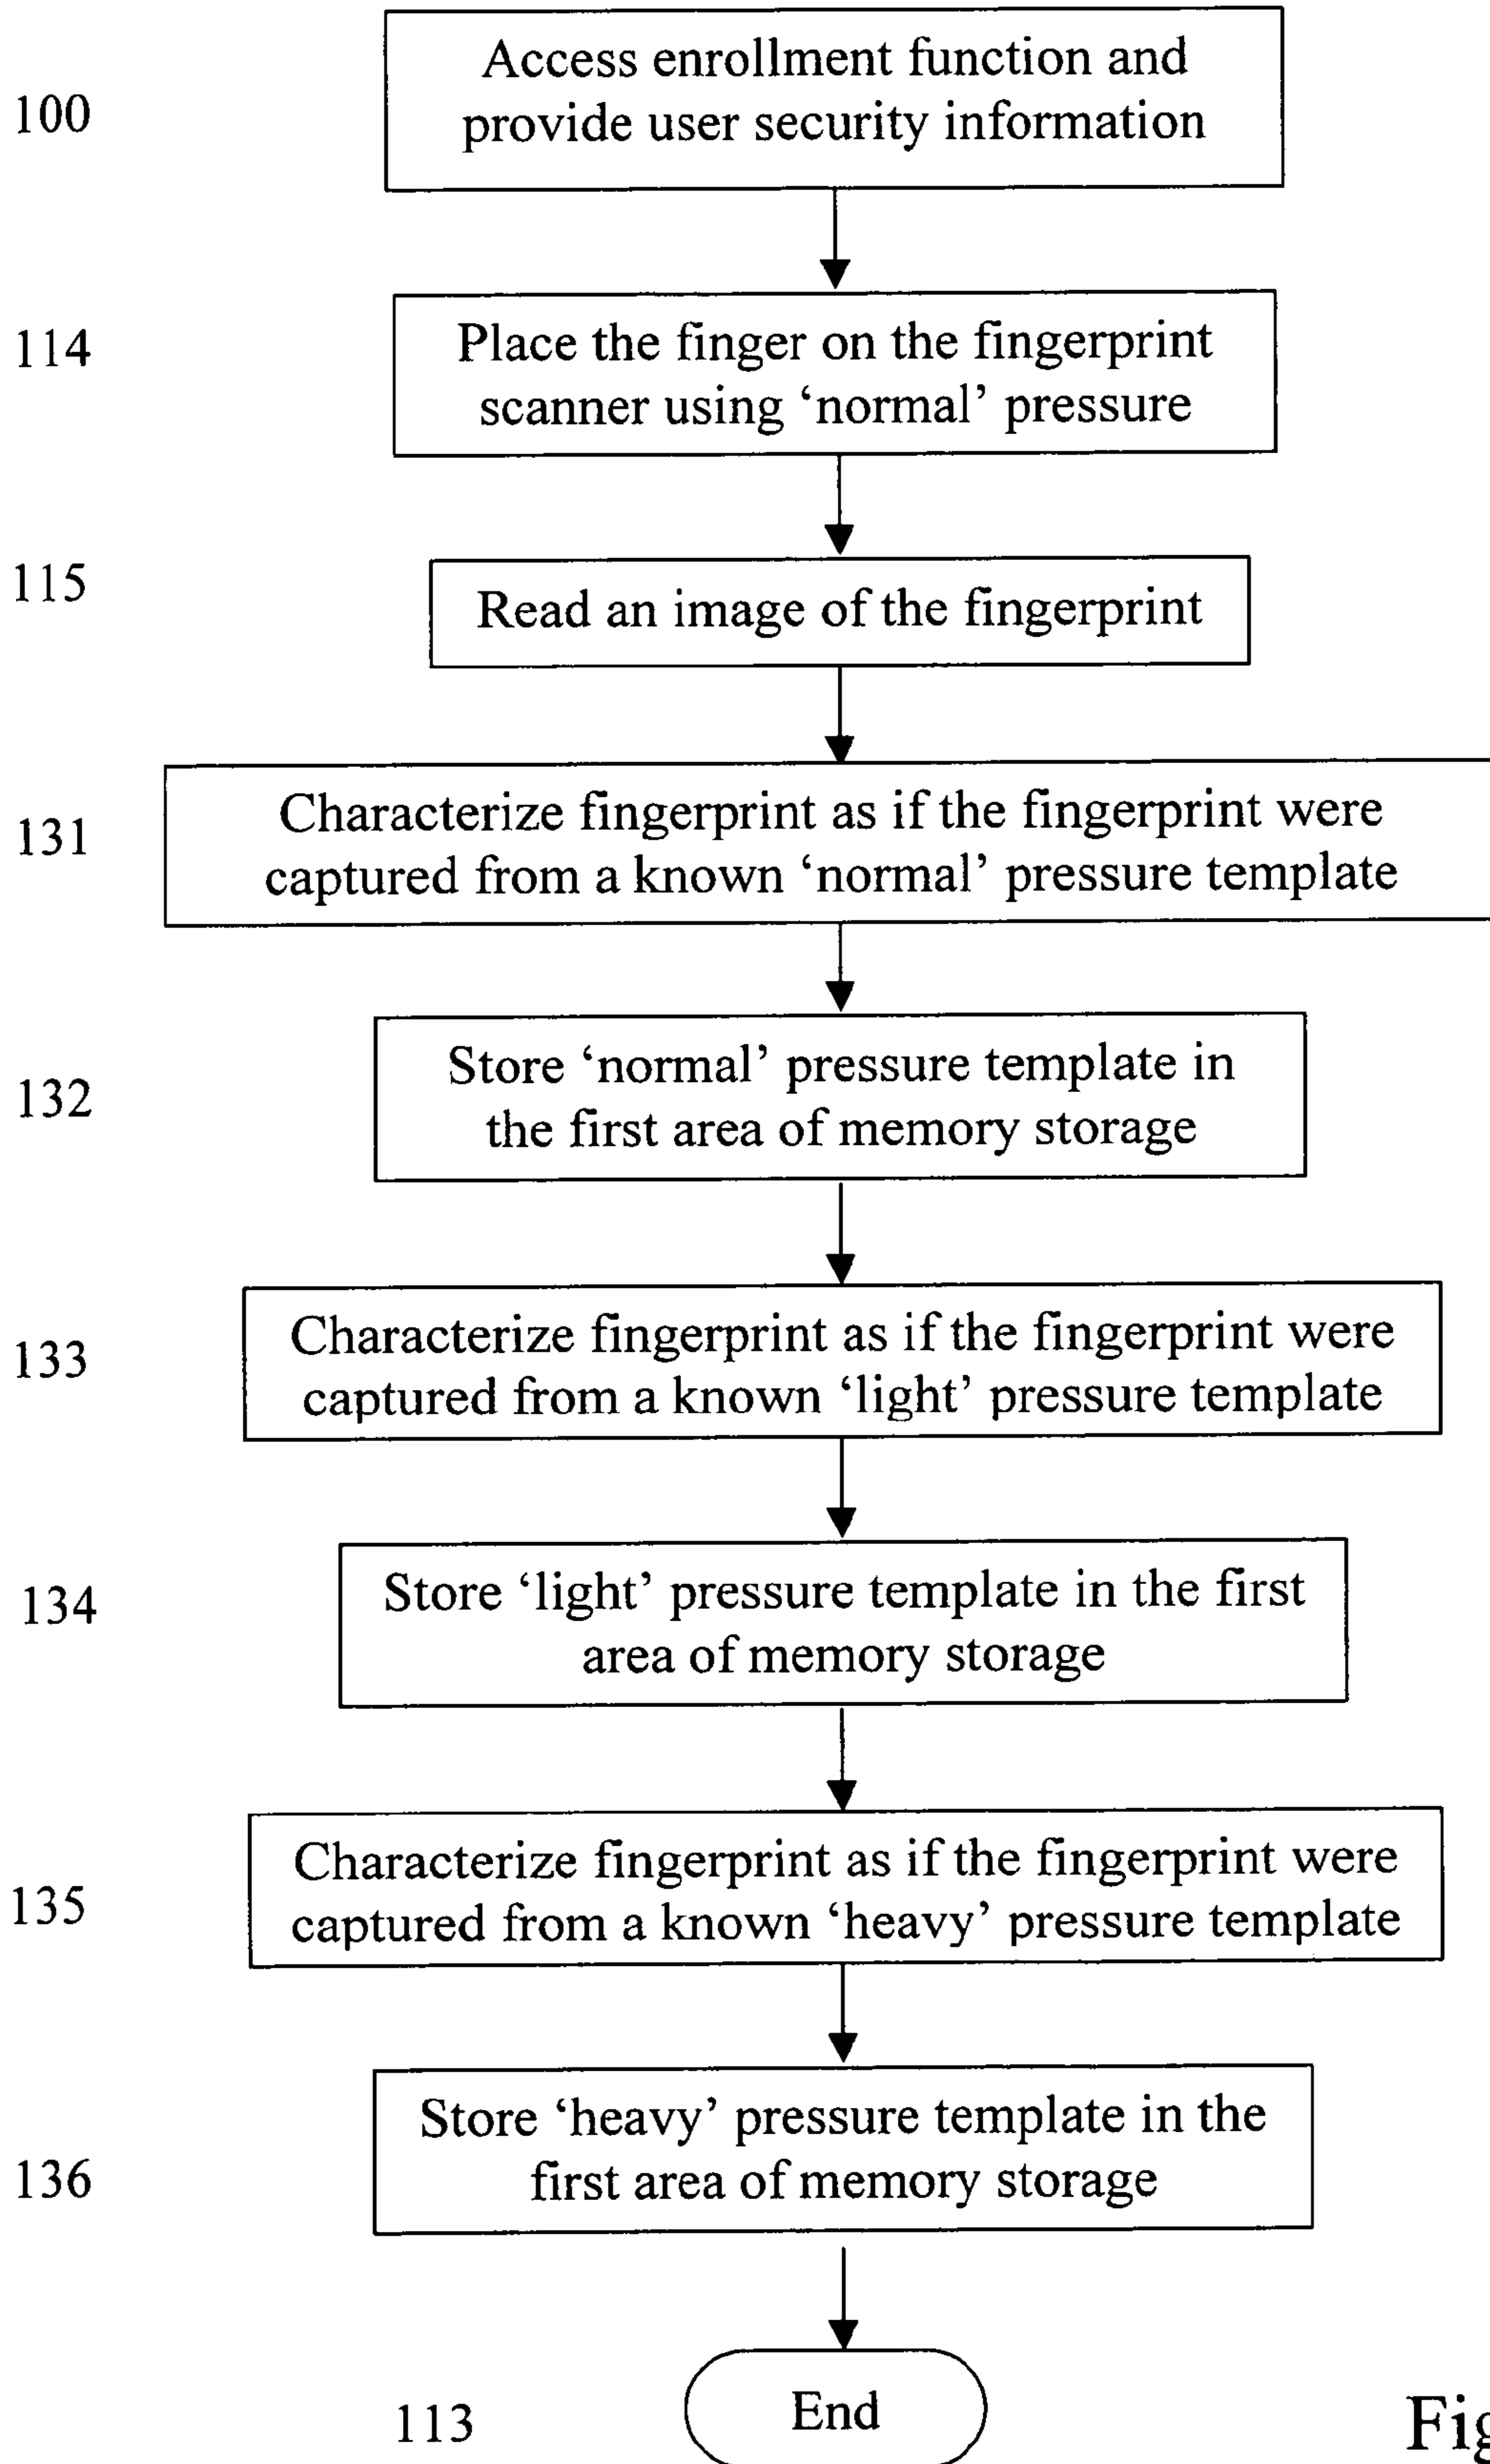 100
Access enrollment function and
provide user security information
114
Place the finger on the fingerprint
scanner using ‘normal’ pressure
115
Read an image of the fingerprint
131
Characterize fingerprint as if the fingerprint were
captured from a known ‘normal’ pressure template
132
Store ‘normal’ pressure template in
the first area of memory storage
133
Characterize fingerprint as if the fingerprint were
captured from a known ‘light’ pressure template
134
Store ‘light’ pressure template in the first
area of memory storage
135
Characterize fingerprint as if the fingerprint were
captured from a known ‘heavy’ pressure template
136
Store ‘heavy’ pressure template in the
first area of memory storage
113
End